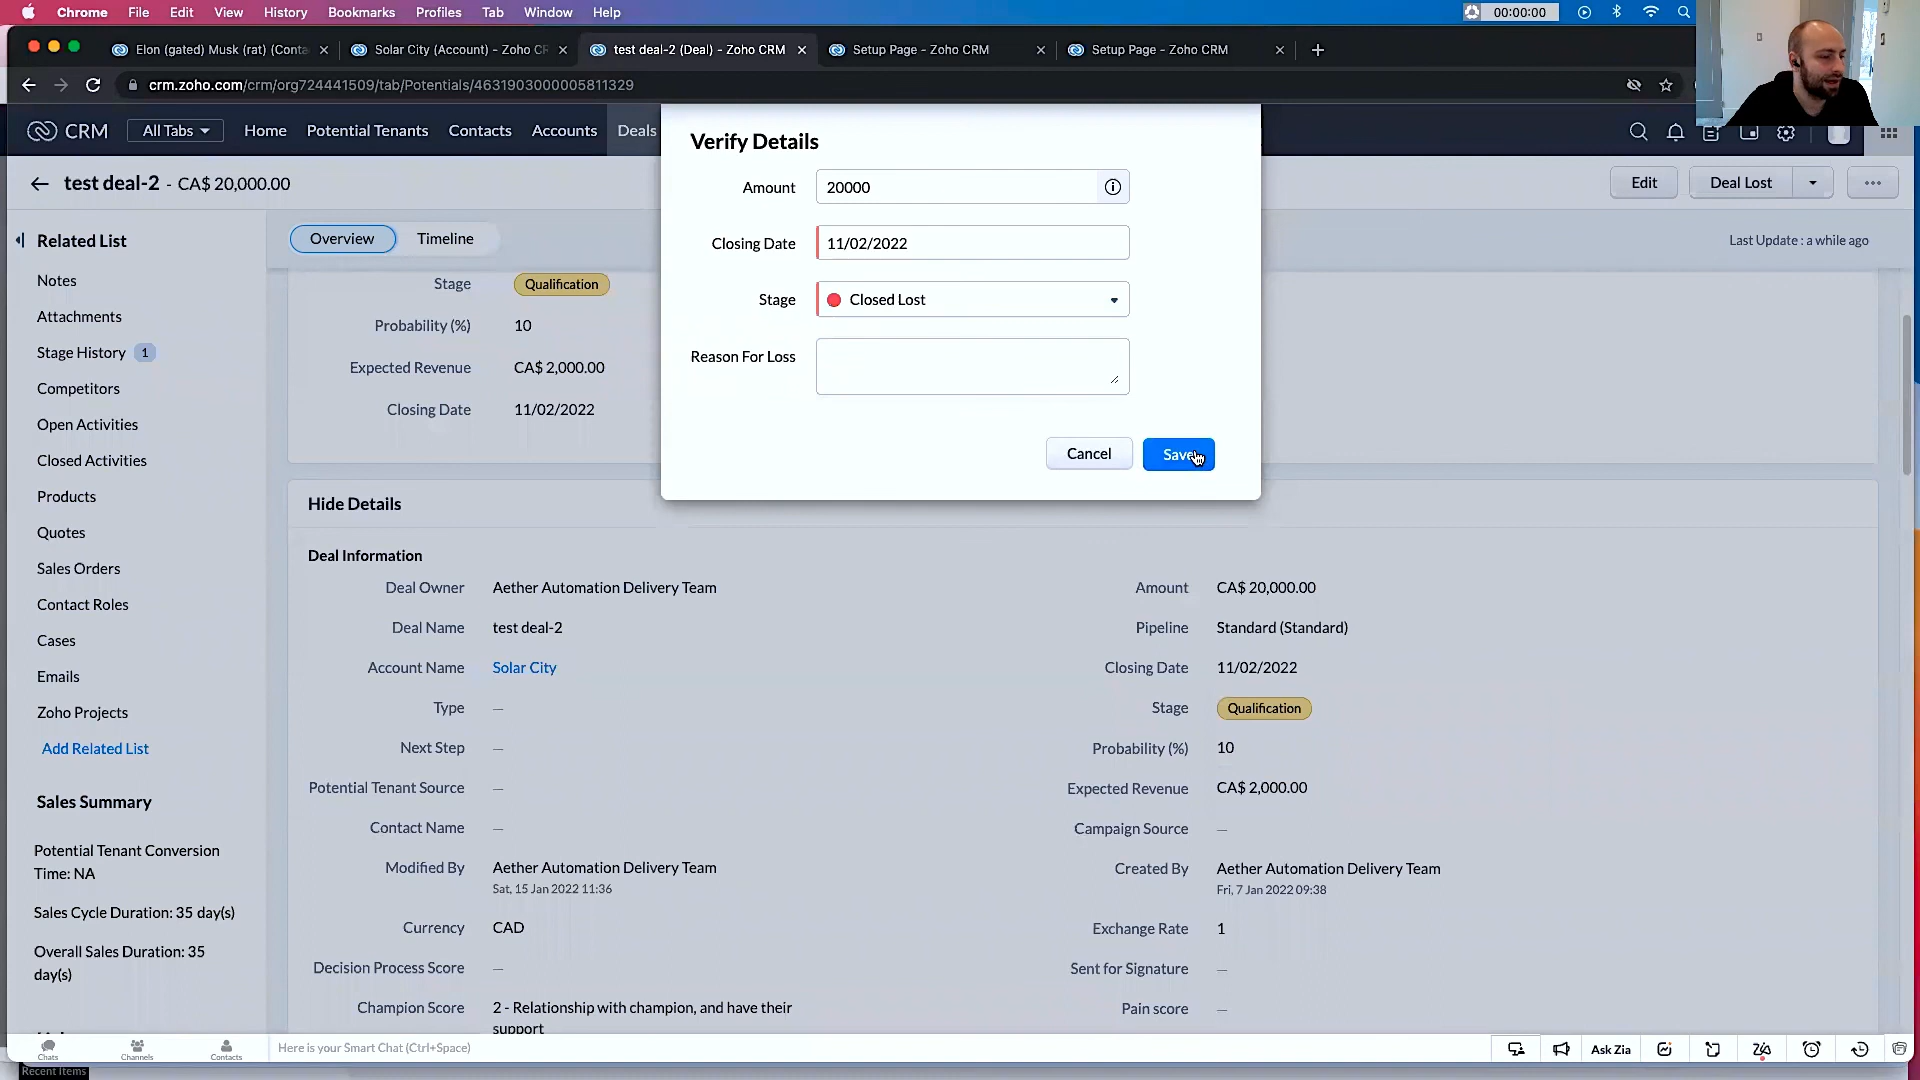 Chrome File Edit View History Bookmarks Profiles Tab Window Help 00:00:00
Elon (gated) Musk (rat) (Conta
Solar City (Account) - Zoho CR
test deal-2 (Deal) - Zoho CRM
Setup Page - Zoho CRM
Setup Page - Zoho CRM
crm.zoho.com/crm/org724441509/tab/Potentials/4631903000005811329
CRM All Tabs Home Potential Tenants Contacts Accounts Deals
test deal-2 - CA$ 20,000.00
Edit Deal Lost
Related List
Notes
Attachments
Stage History 1
Competitors
Open Activities
Closed Activities
Products
Quotes
Sales Orders
Contact Roles
Cases
Emails
Zoho Projects
Add Related List
Sales Summary
Potential Tenant Conversion
Time: NA
Sales Cycle Duration: 35 day(s)
Overall Sales Duration: 35
day(s)
Overview Timeline
Last Update : a while ago
Stage Qualification
Probability (%) 10
Expected Revenue CA$ 2,000.00
Closing Date 11/02/2022
Verify Details
Amount 20000
Closing Date 11/02/2022
Stage Closed Lost
Reason For Loss
Cancel Save
Hide Details
Deal Information
Deal Owner Aether Automation Delivery Team
Deal Name test deal-2
Account Name Solar City
Type —
Next Step —
Potential Tenant Source —
Contact Name —
Modified By Aether Automation Delivery Team
Sat, 15 Jan 2022 11:36
Currency CAD
Decision Process Score —
Champion Score 2 - Relationship with champion, and have their
support
Amount CA$ 20,000.00
Pipeline Standard (Standard)
Closing Date 11/02/2022
Stage Qualification
Probability (%) 10
Expected Revenue CA$ 2,000.00
Campaign Source —
Created By Aether Automation Delivery Team
Fri, 7 Jan 2022 09:38
Exchange Rate 1
Sent for Signature —
Pain score —
Chats Channels Contacts
Here is your Smart Chat (Ctrl+Space)
Ask Zia
Recent Items